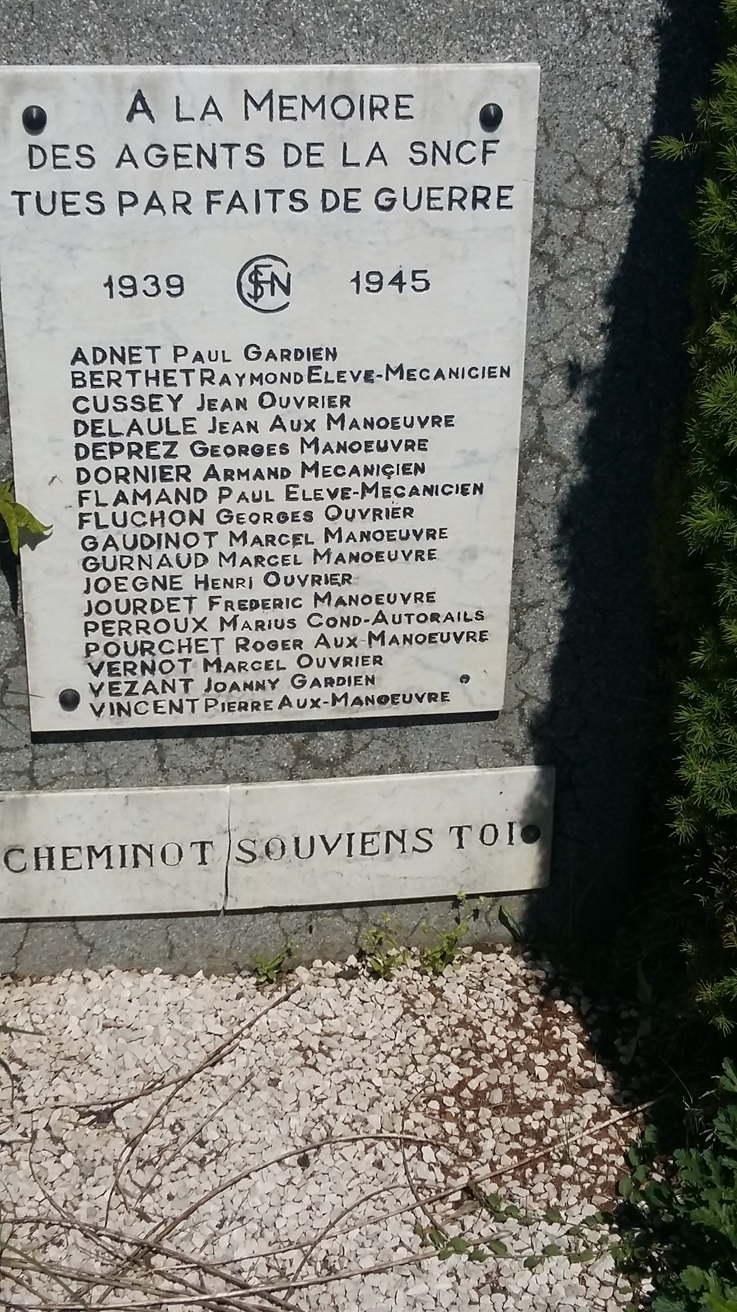 A LA MEMOIRE
DES AGENTS DE LA SNCF
TUES PAR FAITS DE GUERRE
1939 SNCF 1945
ADNET PAUL GARDIEN
BERTHET RAYMOND ELEVE-MECANICIEN
CUSSEY JEAN OUVRIER
DELAULE JEAN AUX MANOEUVRE
DEPREZ GEORGES MANOEUVRE
DORNIER ARMAND MECANIÇIEN
FLAMAND PAUL ELEVE-MECANICIEN
FLUCHON GEORGES OUVRIER
GAUDINOT MARCEL MANOEUVRE
GURNAUD MARCEL MANOEUVRE
JOEGNE HENRI OUVRIER
JOURDET FREDERIC MANOEUVRE
PERROUX MARIUS COND-AUTORAILS
POURCHET ROGER AUX-MANOEUVRE
VERNOT MARCEL OUVRIER
VEZANT JOANNY GARDIEN
VINCENT PIERRE AUX-MANOEUVRE
CHEMINOT SOUVIENS TOI